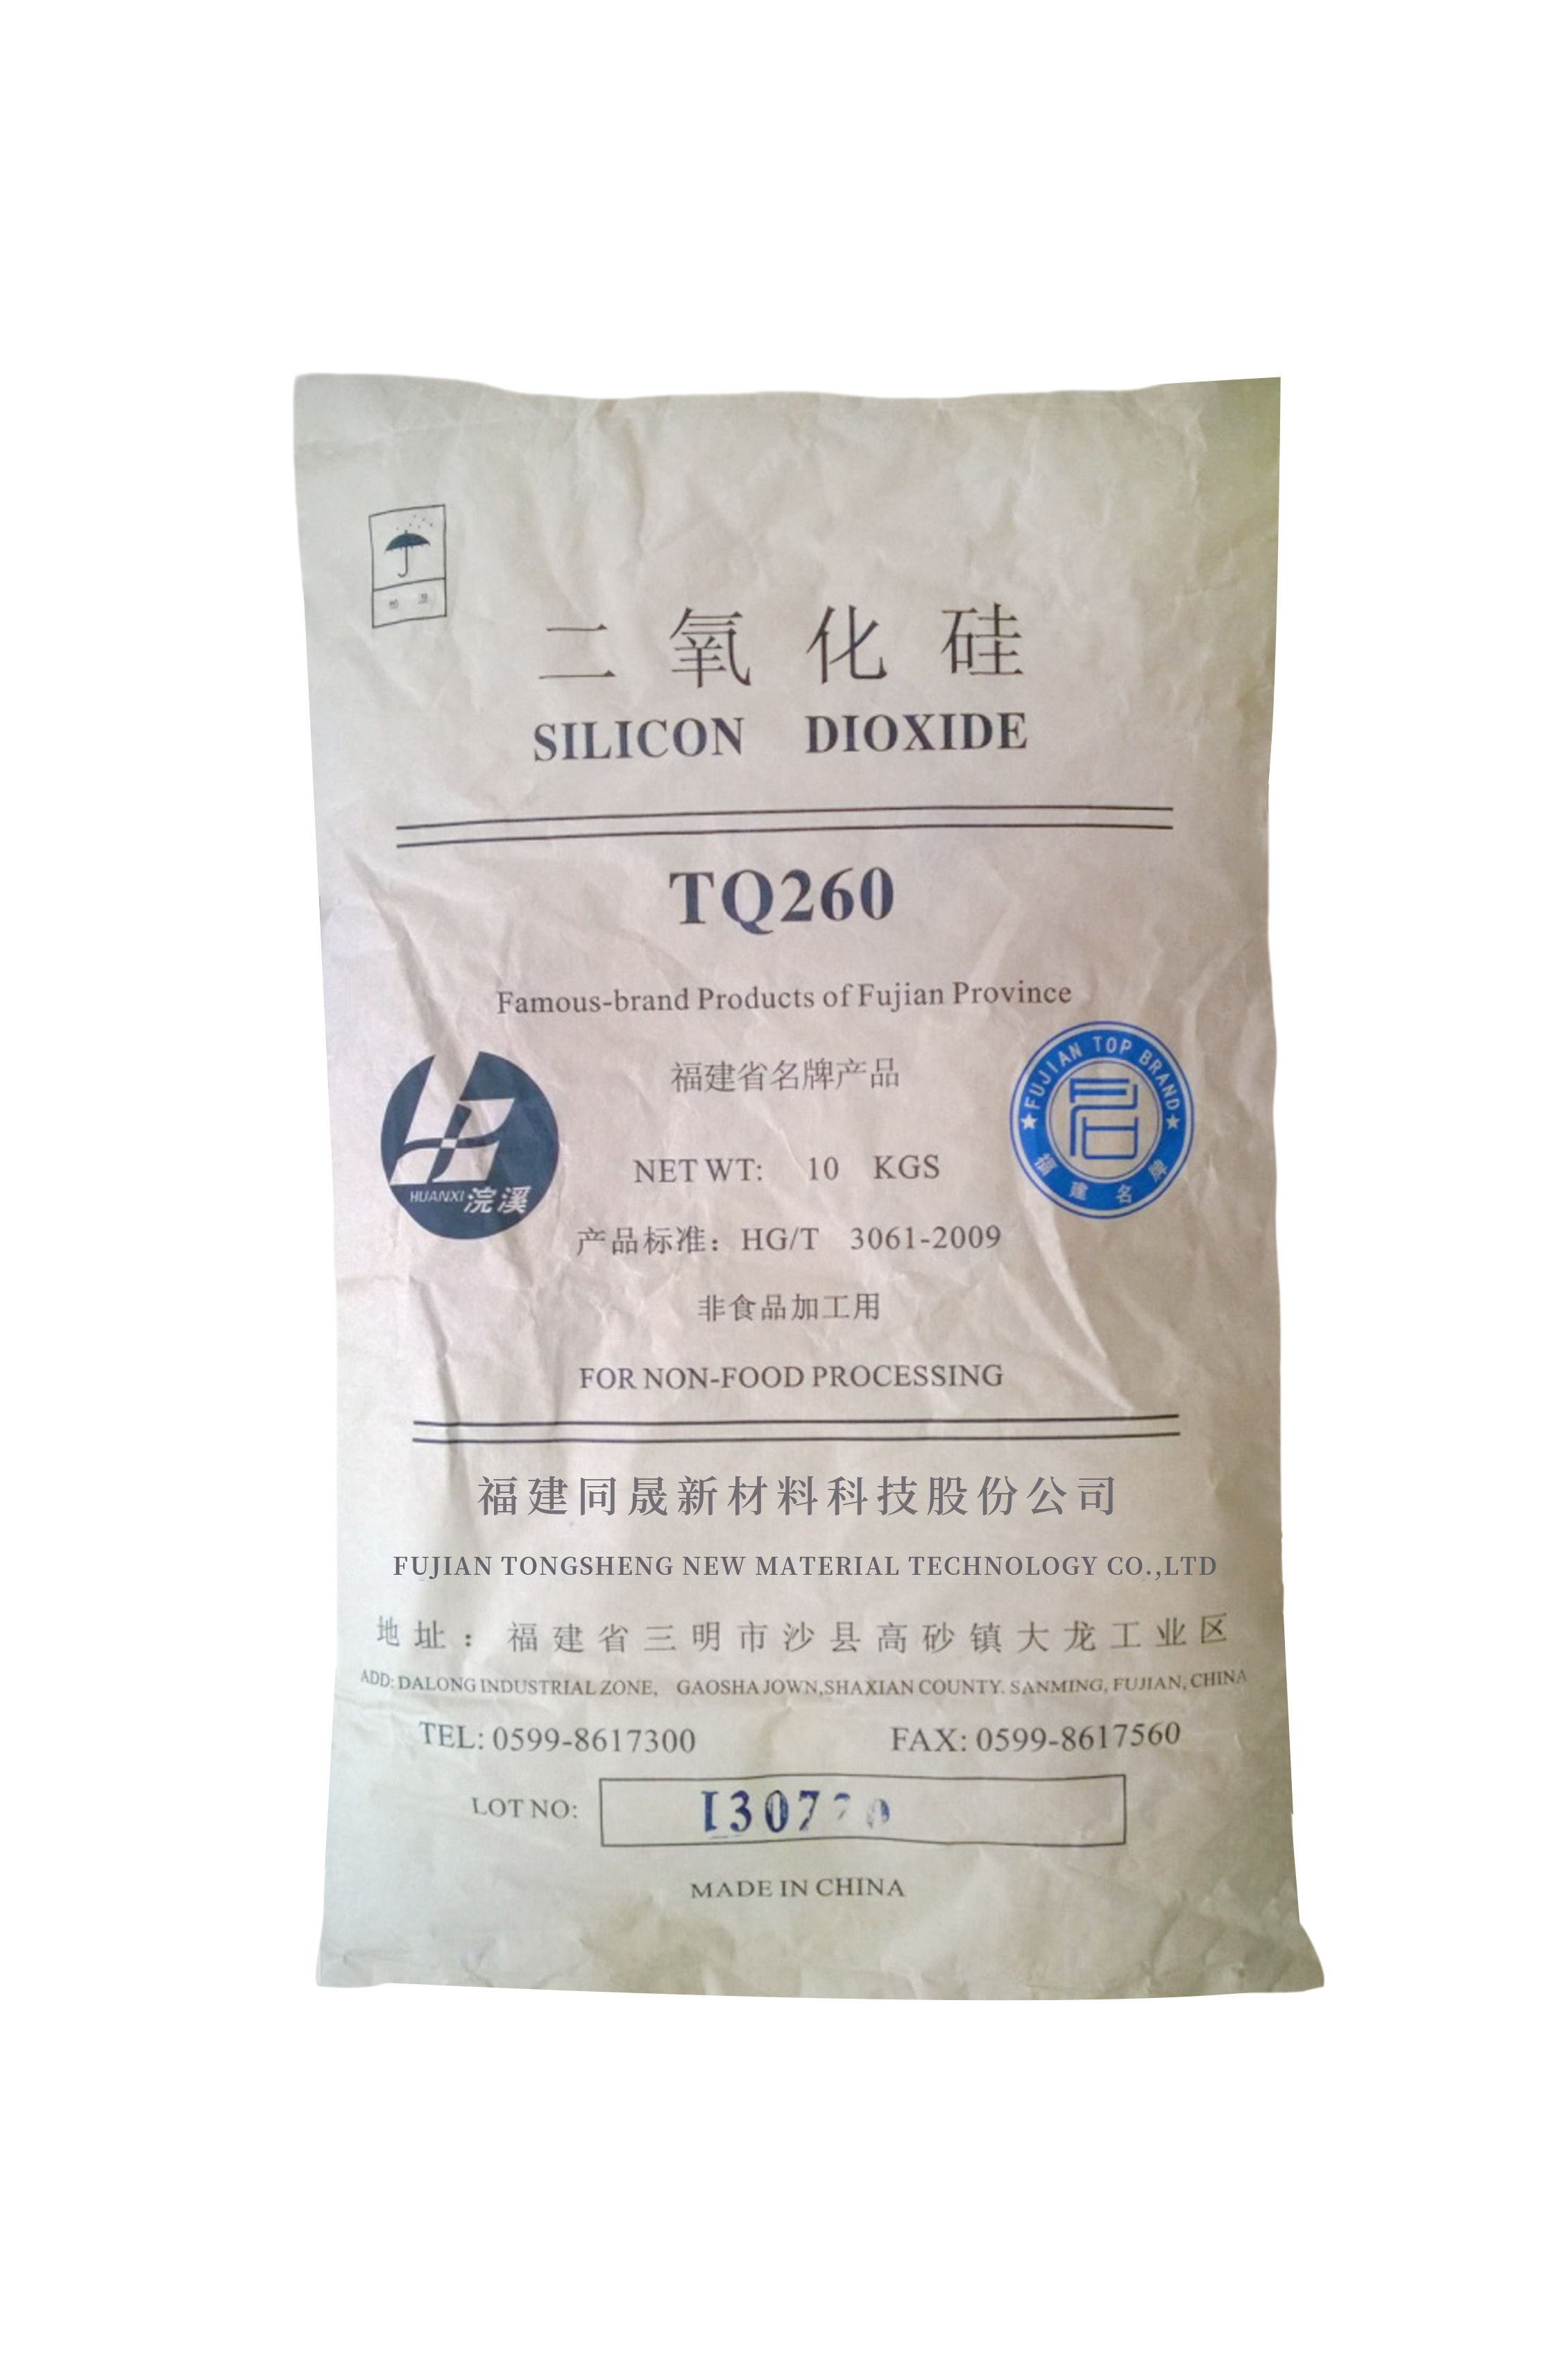 二氧化硅
SILICON DIOXIDE
TQ260
Famous-brand Products of Fujian Province
福建省名牌产品
FUJIAN TOP BRAND
福建名牌
HUANXI 浣溪
NET WT: 10 KGS
产品标准：HG/T 3061-2009
非食品加工用
FOR NON-FOOD PROCESSING
福建同晟新材料科技股份公司
FUJIAN TONGSHENG NEW MATERIAL TECHNOLOGY CO.,LTD
地址：福建省三明市沙县高砂镇大龙工业区
ADD: DALONG INDUSTRIAL ZONE, GAOSHA JOWN,SHAXIAN COUNTY. SANMING, FUJIAN, CHINA
TEL: 0599-8617300 FAX: 0599-8617560
LOT NO:
MADE IN CHINA